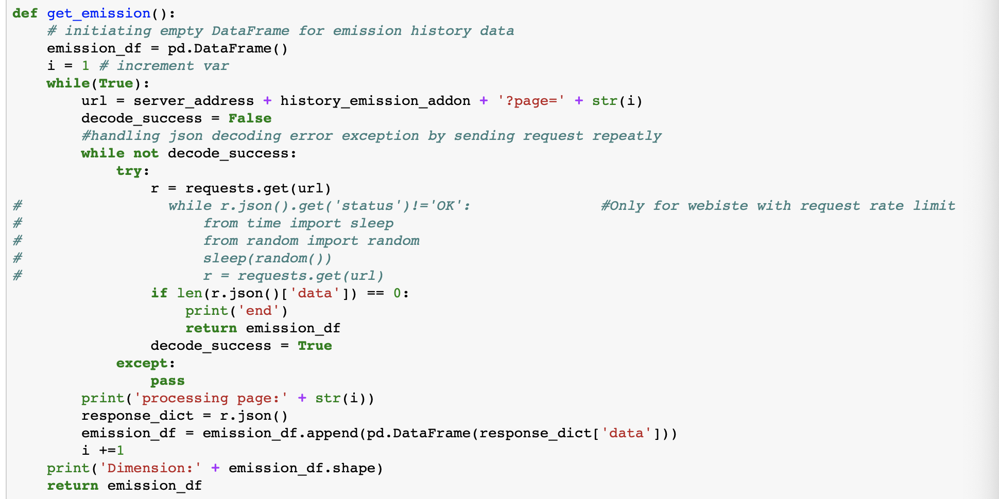 def get_emission():
    # initiating empty DataFrame for emission history data
    emission_df = pd.DataFrame()
    i = 1 # increment var
    while(True):
        url = server_address + history_emission_addon + '?page=' + str(i)
        decode_success = False
        #handling json decoding error exception by sending request repeatly
        while not decode_success:
            try:
                r = requests.get(url)
#                 while r.json().get('status')!='OK':               #Only for webiste with request rate limit
#                     from time import sleep
#                     from random import random
#                     sleep(random())
#                     r = requests.get(url)
                if len(r.json()['data']) == 0:
                    print('end')
                    return emission_df
                decode_success = True
            except:
                pass
        print('processing page:' + str(i))
        response_dict = r.json()
        emission_df = emission_df.append(pd.DataFrame(response_dict['data']))
        i +=1
    print('Dimension:' + emission_df.shape)
    return emission_df